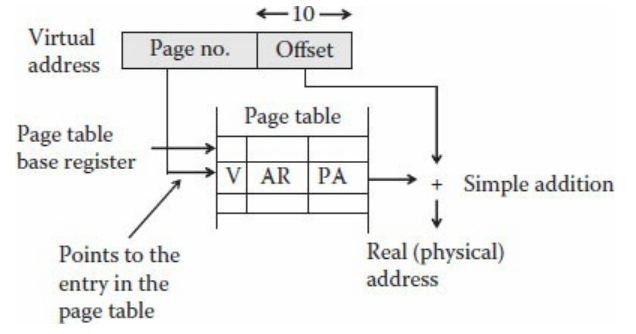 10
Virtual
address
Page no.
Offset
Page table
Page table
base register
V
AR
PA
+
Simple addition
Points to the
entry in the
page table
Real (physical)
address